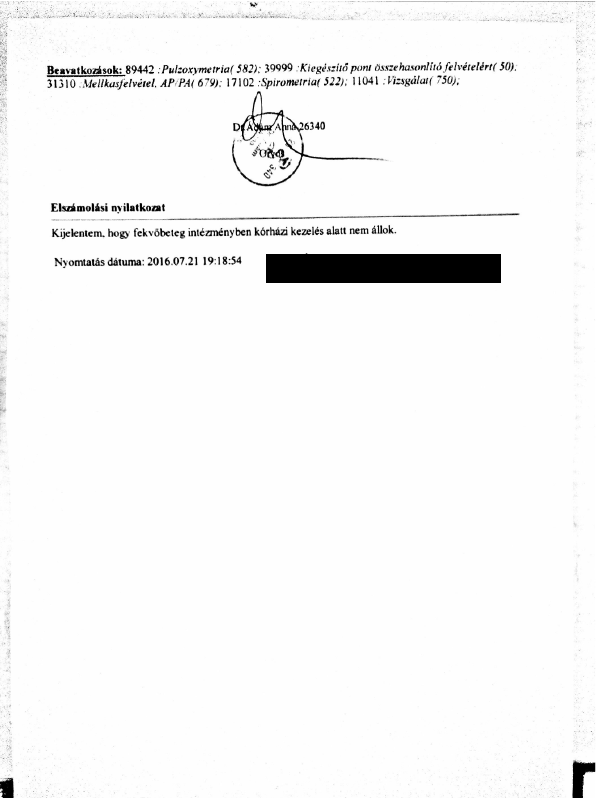 Beavatkozások: 89442 :Pulzoxymetria( 582); 39999 :Kiegészítő pont összehasonlító felvételért( 50);
31310 :Mellkasfelvétel, AP/PA( 679); 17102 :Spirometria( 522); 11041 :Vizsgálat( 750);
Dr Ádám Anna 26340
Elszámolási nyilatkozat
Kijelentem, hogy fekvőbeteg intézményben kórházi kezelés alatt nem állok.
Nyomtatás dátuma: 2016.07.21 19:18:54